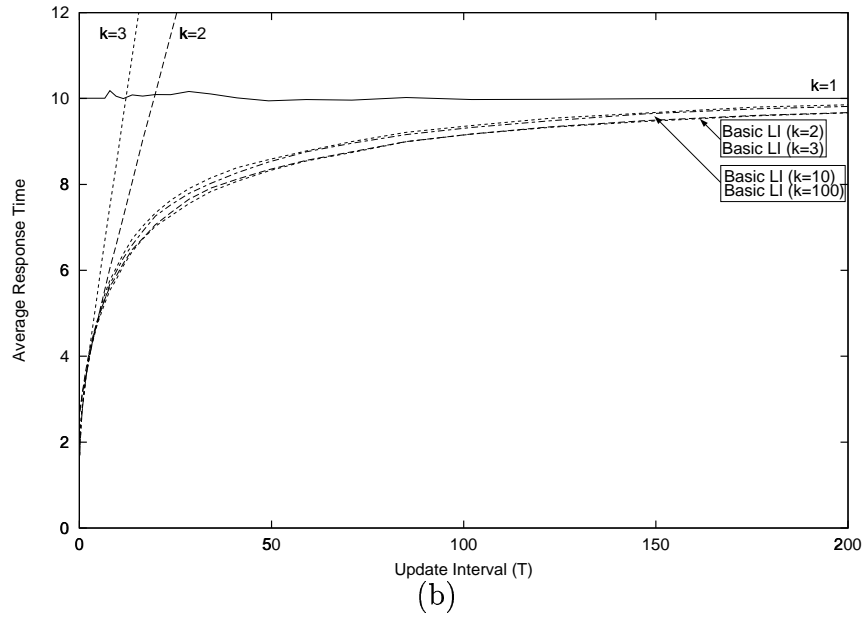 12
10
8
6
4
2
0
Average Response Time
k=3
k=2
k=1
Basic LI (k=2)
Basic LI (k=3)
Basic LI (k=10)
Basic LI (k=100)
0
50
100
150
200
Update Interval (T)
(b)